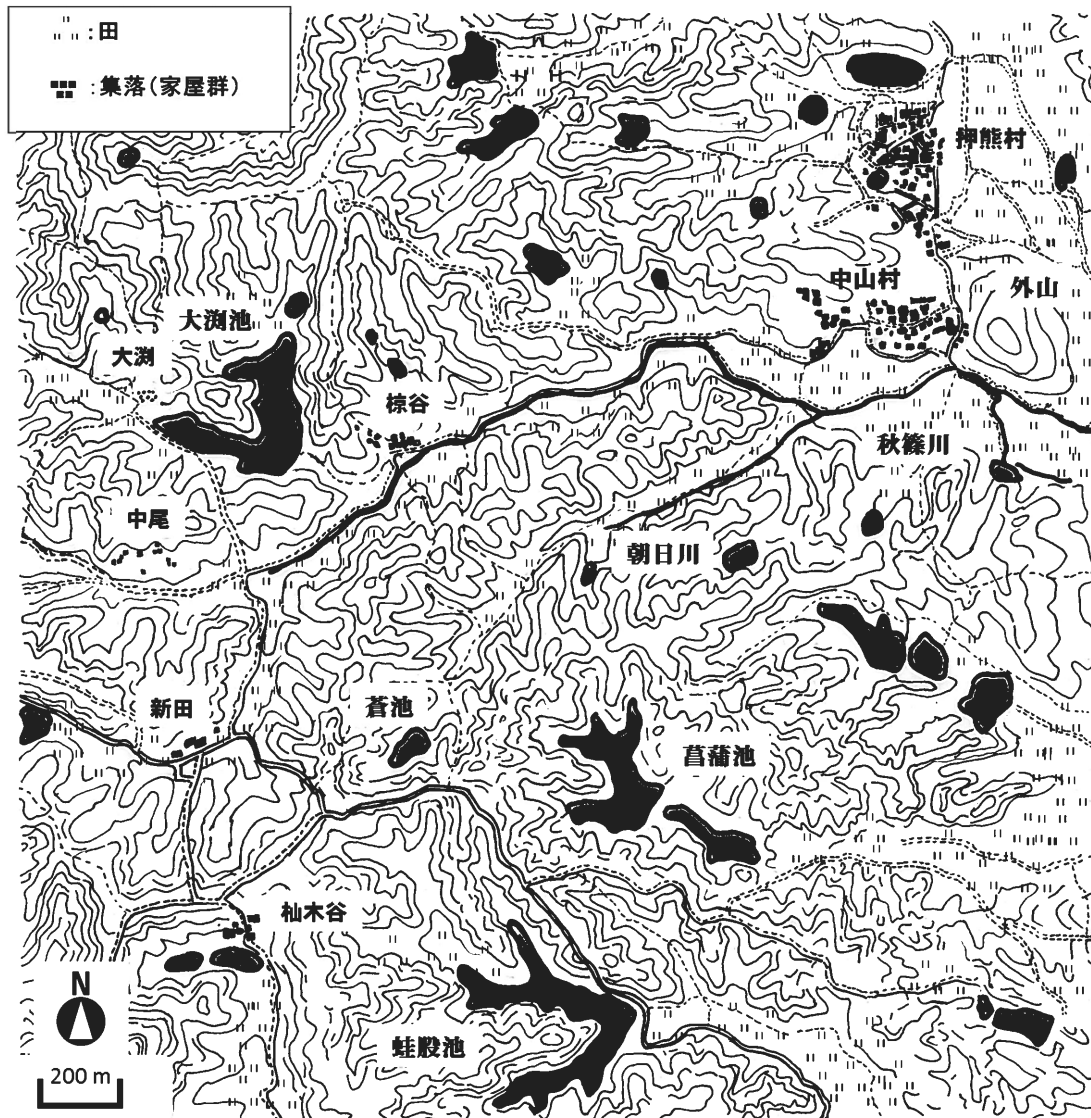 ：田
：集落（家屋群）
押熊村
中山村
外山
大渕池
大渕
椋谷
秋篠川
中尾
朝日川
新田
蒼池
菖蒲池
杣木谷
蛙股池
N
200 m